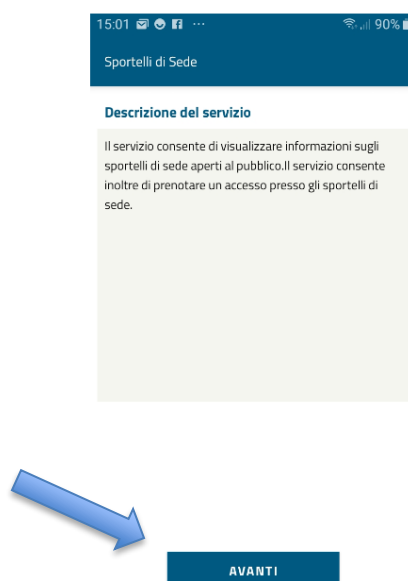 15:01 ... 90%
Sportelli di Sede
Descrizione del servizio
Il servizio consente di visualizzare informazioni sugli
sportelli di sede aperti al pubblico.Il servizio consente
inoltre di prenotare un accesso presso gli sportelli di
sede.
AVANTI